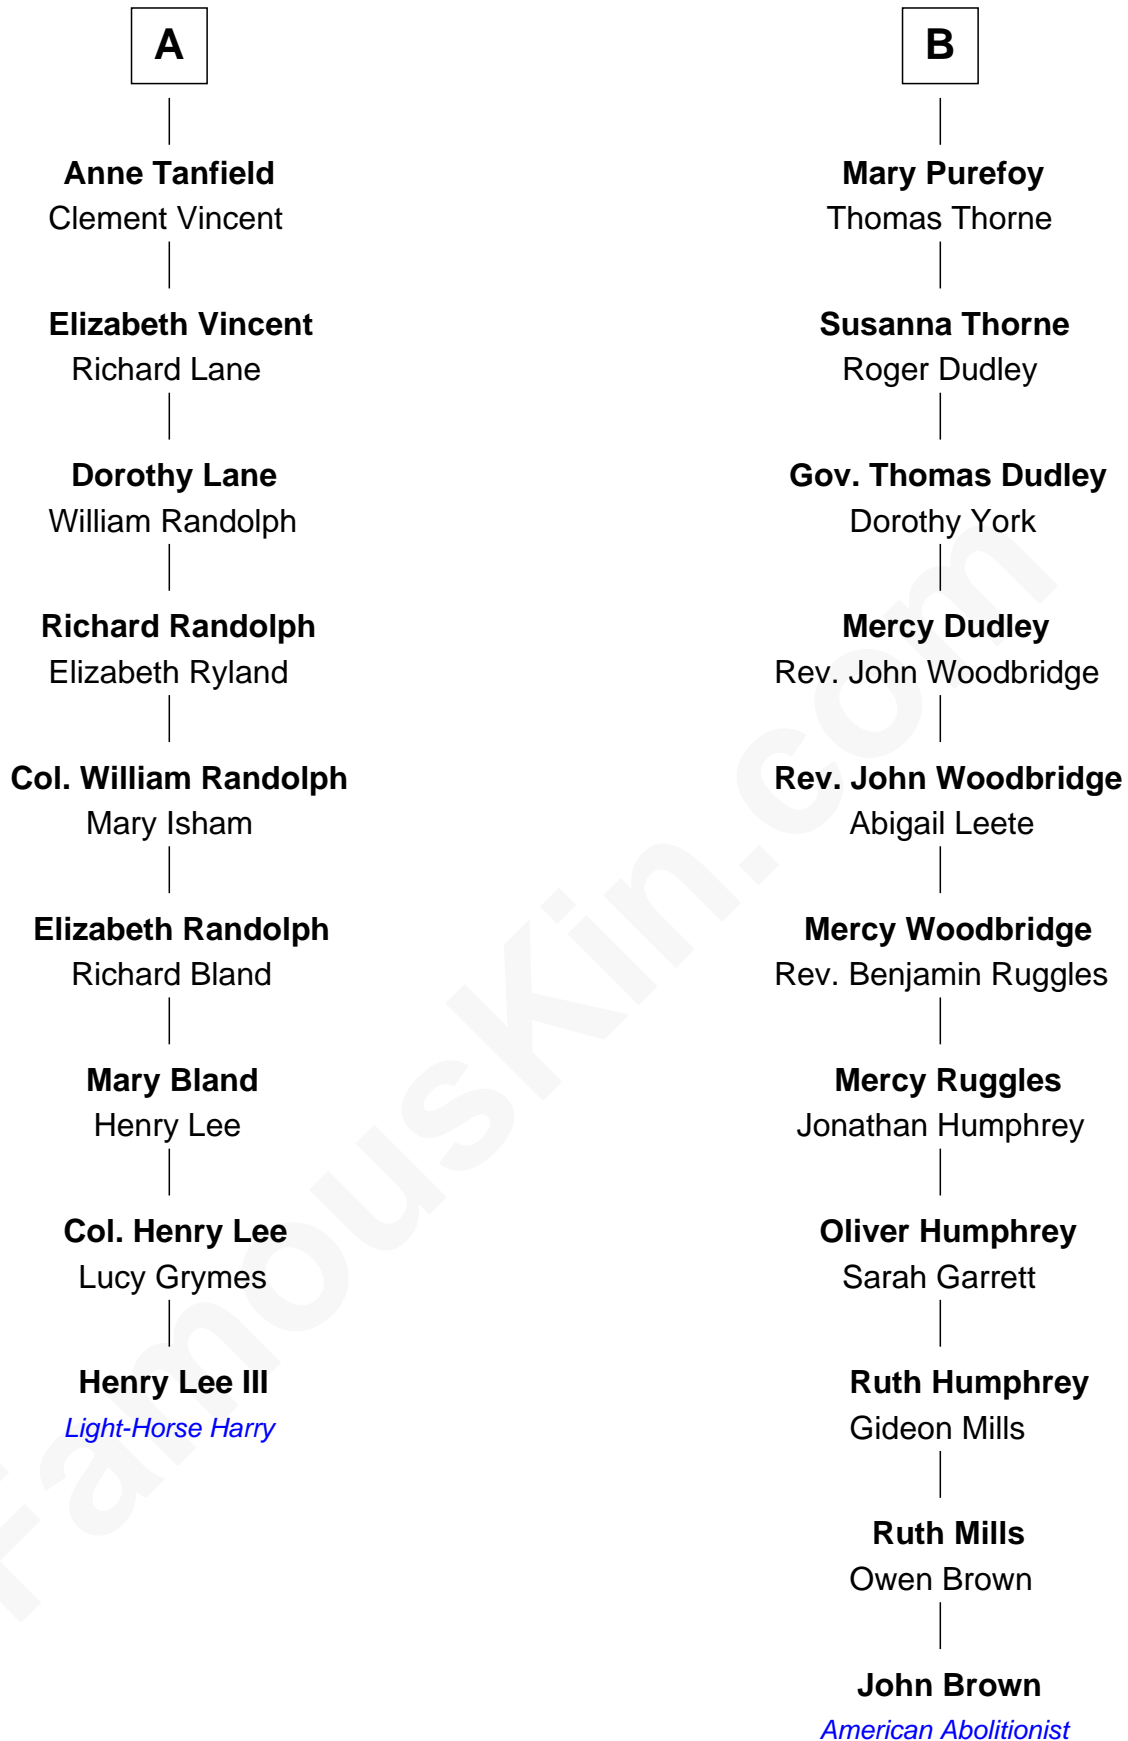 A
Anne Tanfield
Clement Vincent
Elizabeth Vincent
Richard Lane
Dorothy Lane
William Randolph
Richard Randolph
Elizabeth Ryland
Col. William Randolph
Mary Isham
Elizabeth Randolph
Richard Bland
Mary Bland
Henry Lee
Col. Henry Lee
Lucy Grymes
Henry Lee III
Light-Horse Harry
B
Mary Purefoy
Thomas Thorne
Susanna Thorne
Roger Dudley
Gov. Thomas Dudley
Dorothy York
Mercy Dudley
Rev. John Woodbridge
Rev. John Woodbridge
Abigail Leete
Mercy Woodbridge
Rev. Benjamin Ruggles
Mercy Ruggles
Jonathan Humphrey
Oliver Humphrey
Sarah Garrett
Ruth Humphrey
Gideon Mills
Ruth Mills
Owen Brown
John Brown
American Abolitionist
FamousKin.com